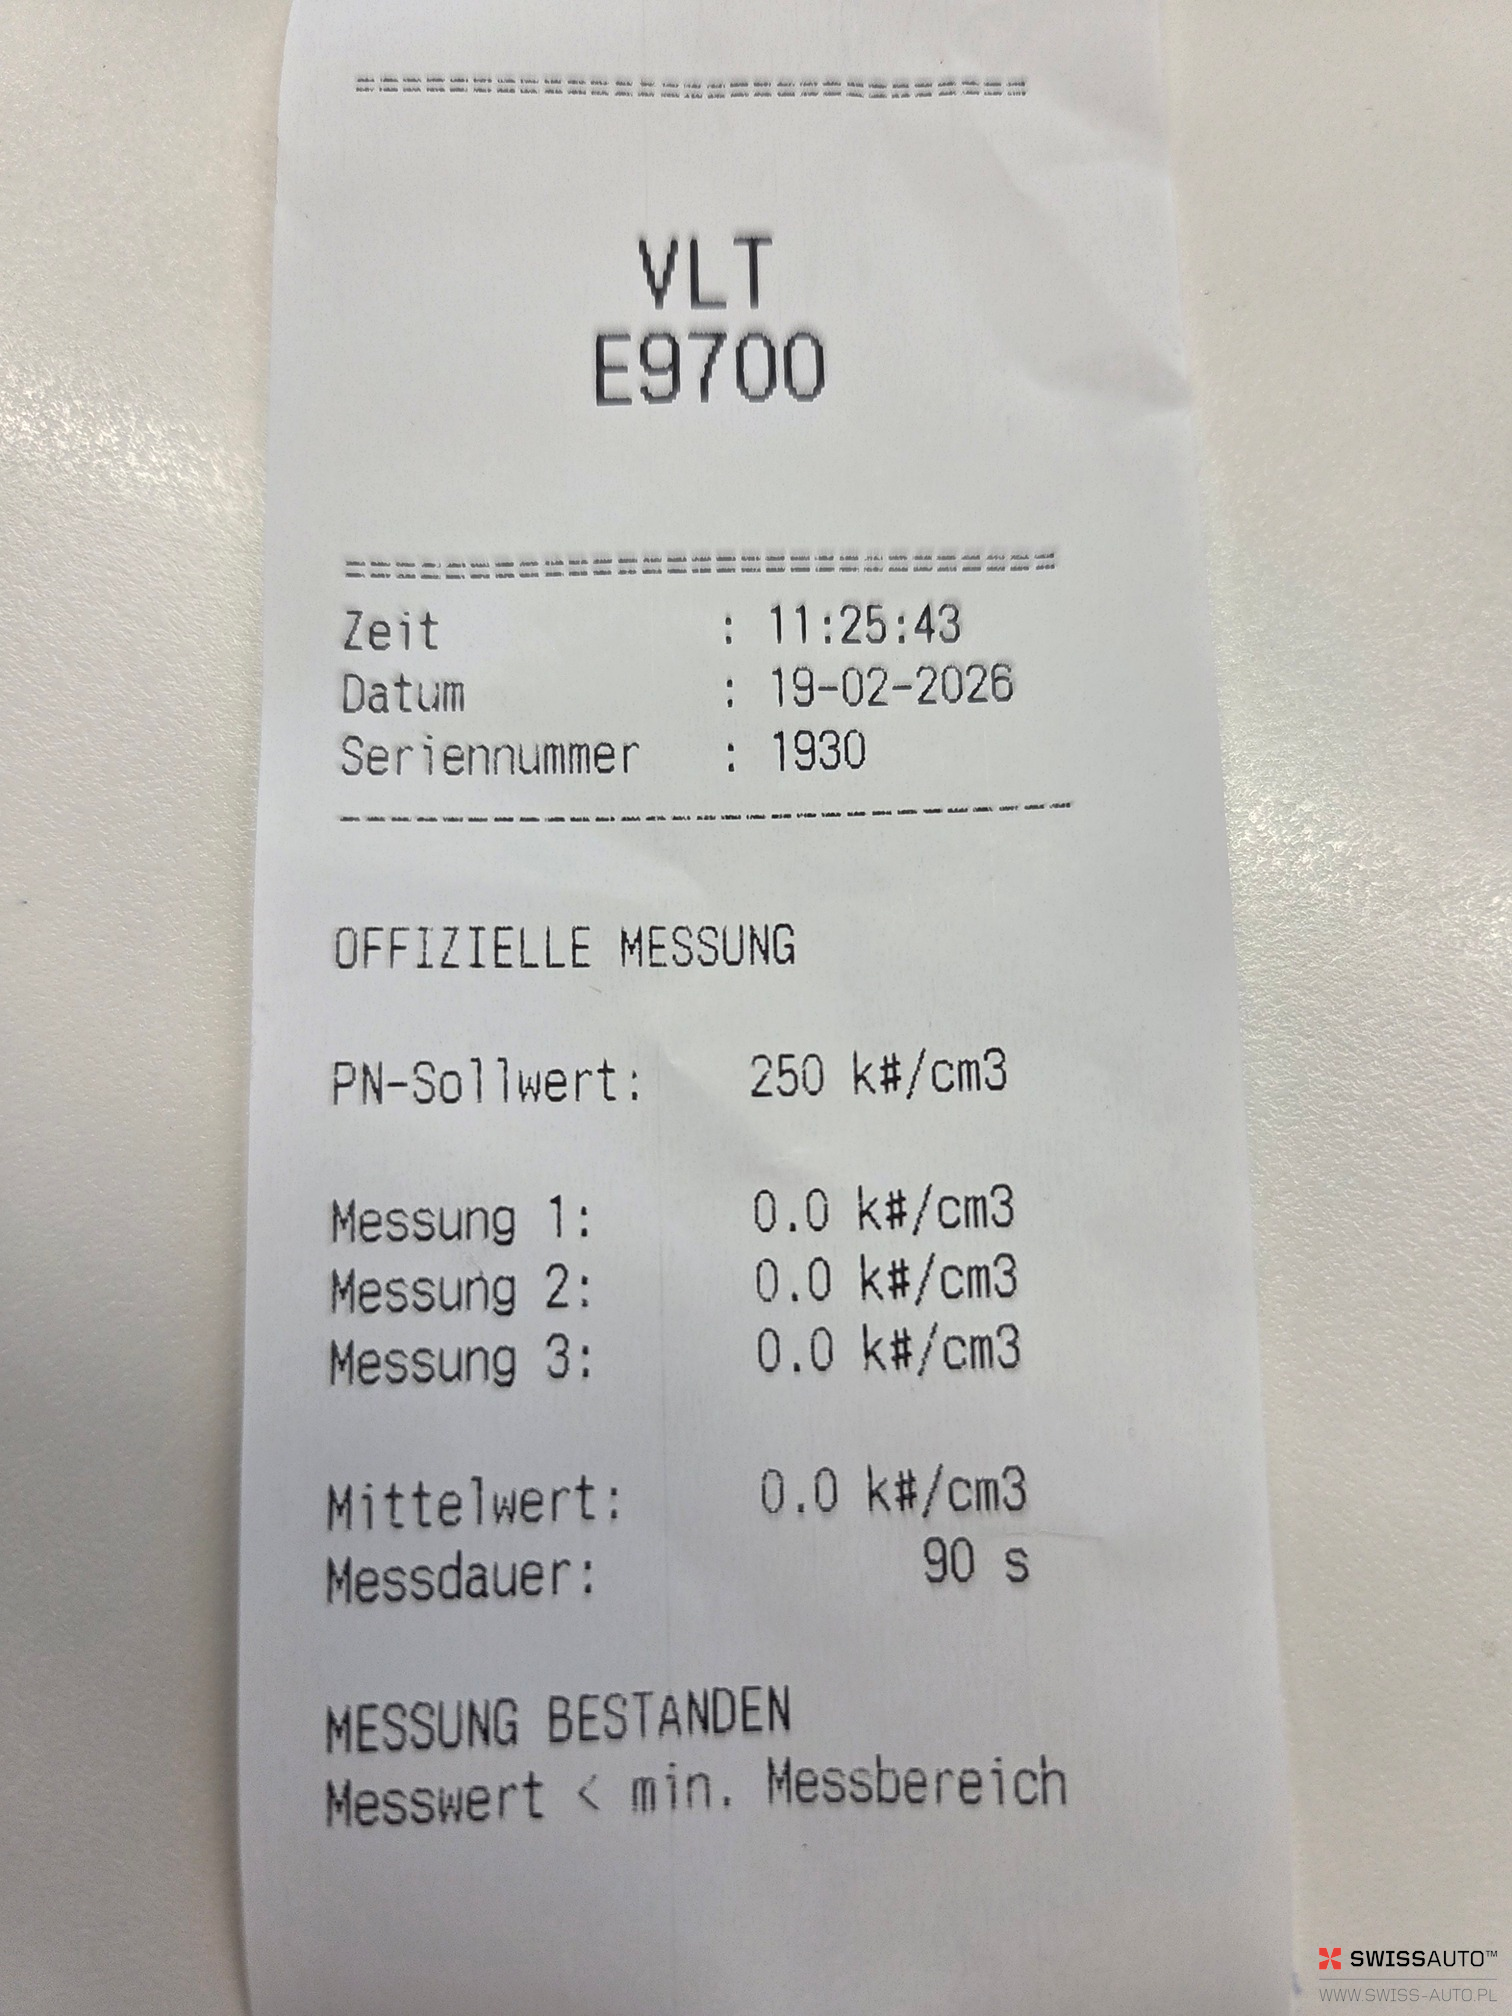 VLT
E9700
Zeit : 11:25:43
Datum : 19-02-2026
Seriennummer : 1930
OFFIZIELLE MESSUNG
PN-Sollwert: 250 k#/cm3
Messung 1: 0.0 k#/cm3
Messung 2: 0.0 k#/cm3
Messung 3: 0.0 k#/cm3
Mittelwert: 0.0 k#/cm3
Messdauer: 90 s
MESSUNG BESTANDEN
Messwert < min. Messbereich
SWISSAUTO™
WWW.SWISS-AUTO.PL